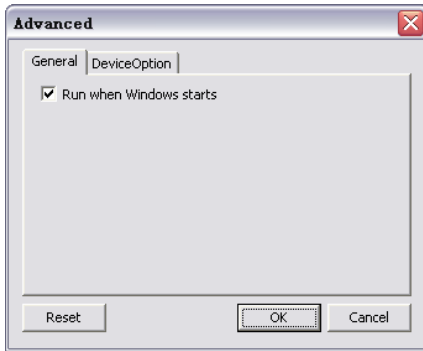 Advanced
General DeviceOption
Run when Windows starts
Reset OK Cancel